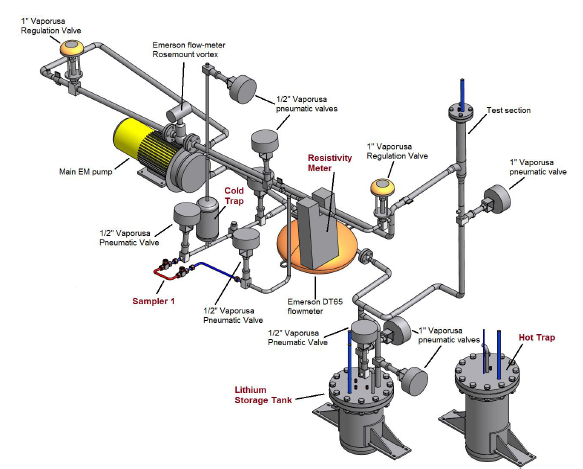 1" Vaporusa
Regulation Valve
Emerson flow-meter
Rosemount vortex
1/2" Vaporusa
pneumatic valves
Test section
Main EM pump
Resistivity
Meter
1" Vaporusa
Regulation Valve
1" Vaporusa
pneumatic valve
Cold
Trap
1/2" Vaporusa
Pneumatic Valve
Sampler 1
1/2" Vaporusa
Pneumatic Valve
Emerson DT65
flowmeter
1/2" Vaporusa
Pneumatic Valve
1" Vaporusa
pneumatic valves
Hot Trap
Lithium
Storage Tank